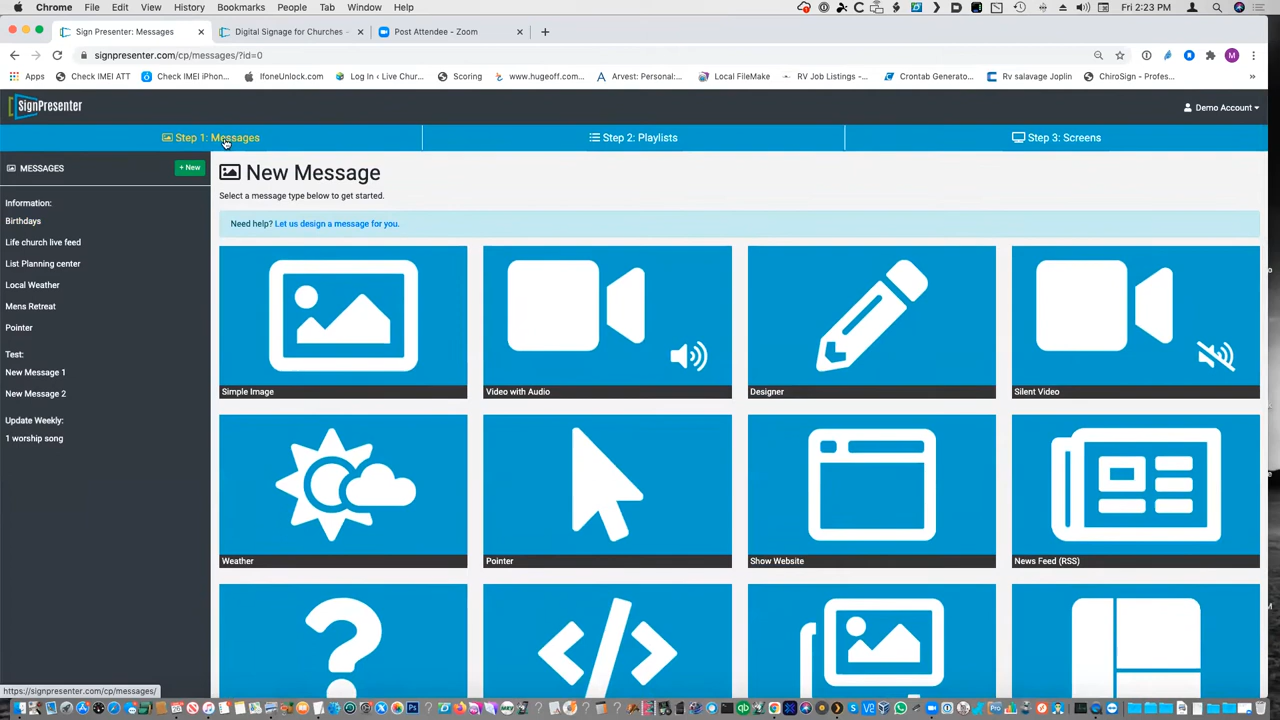 Chrome File Edit View History Bookmarks People Tab Window Help Fri 2:23 PM
Sign Presenter: Messages Digital Signage for Churches - Post Attendee - Zoom
signpresenter.com/cp/messages/?id=0
Apps Check IMEI ATT Check IMEI iPhon... IfoneUnlock.com Log In ‹ Live Chur... Scoring www.hugeoff.com... Arvest: Personal:... Local FileMake RV Job Listings -... Crontab Generato... Rv salavage Joplin ChiroSign - Profes... »
SignPresenter
Demo Account
Step 1: Messages
Step 2: Playlists
Step 3: Screens
MESSAGES
+ New
Information:
Birthdays
Life church live feed
List Planning center
Local Weather
Mens Retreat
Pointer
Test:
New Message 1
New Message 2
Update Weekly:
1 worship song
New Message
Select a message type below to get started.
Need help? Let us design a message for you.
Simple Image
Video with Audio
Designer
Silent Video
Weather
Pointer
Show Website
News Feed (RSS)
https://signpresenter.com/cp/messages/